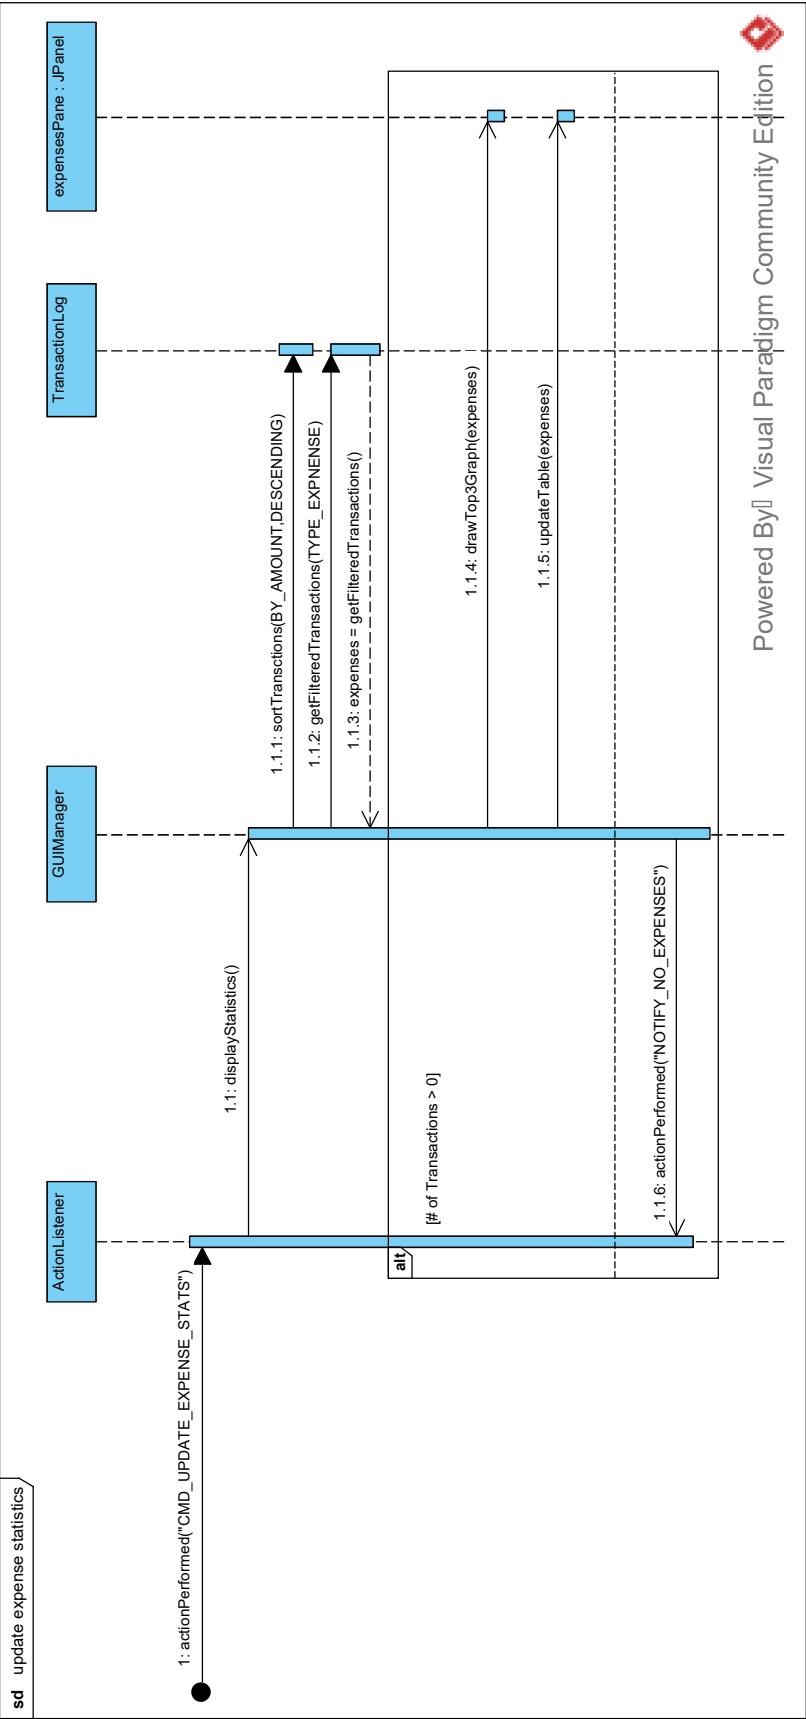 sd update expense statistics
ActionListener
GUIManager
TransactionLog
expensesPane : JPanel
1: actionPerformed("CMD_UPDATE_EXPENSE_STATS")
1.1: displayStatistics()
1.1.1: sortTransctions(BY_AMOUNT,DESCENDING)
1.1.2: getFilteredTransactions(TYPE_EXPNENSE)
1.1.3: expenses = getFilteredTransactions()
alt
[# of Transactions > 0]
1.1.4: drawTop3Graph(expenses)
1.1.5: updateTable(expenses)
1.1.6: actionPerformed("NOTIFY_NO_EXPENSES")
Powered By Visual Paradigm Community Edition